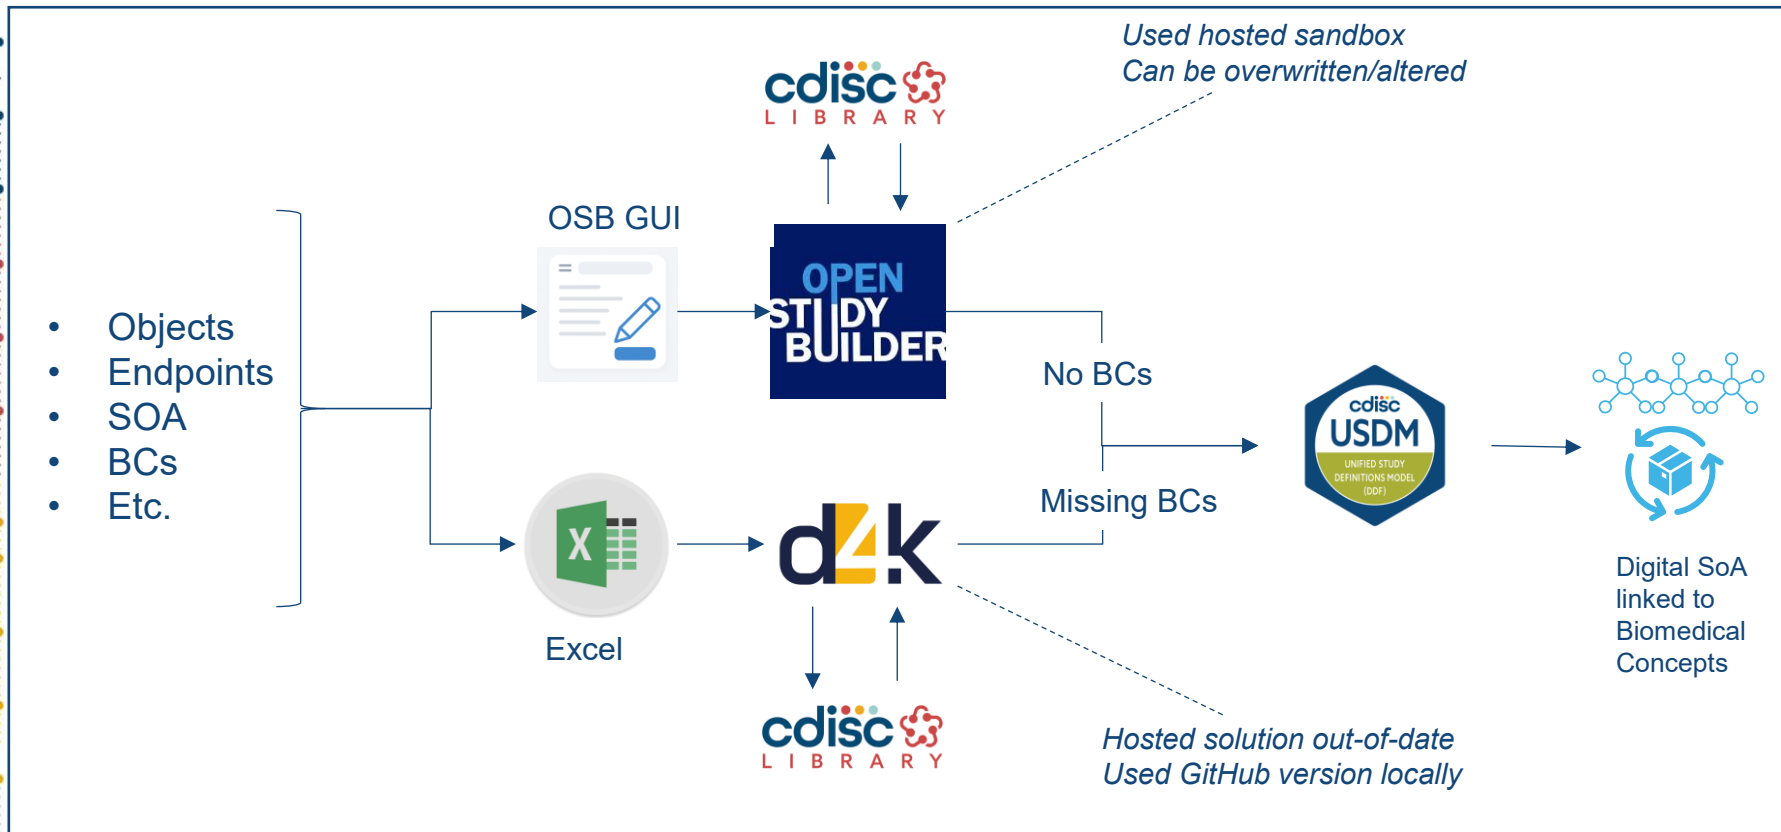 Used hosted sandbox
Can be overwritten/altered
cdisc
LIBRARY
OSB GUI
OPEN
STUDY
BUILDER
• Objects
• Endpoints
• SOA
• BCs
• Etc.
No BCs
cdisc
USDM
UNIFIED STUDY
DEFINITIONS MODEL
(DDF)
Missing BCs
X
d4k
Excel
Digital SoA
linked to
Biomedical
Concepts
cdisc
LIBRARY
Hosted solution out-of-date
Used GitHub version locally